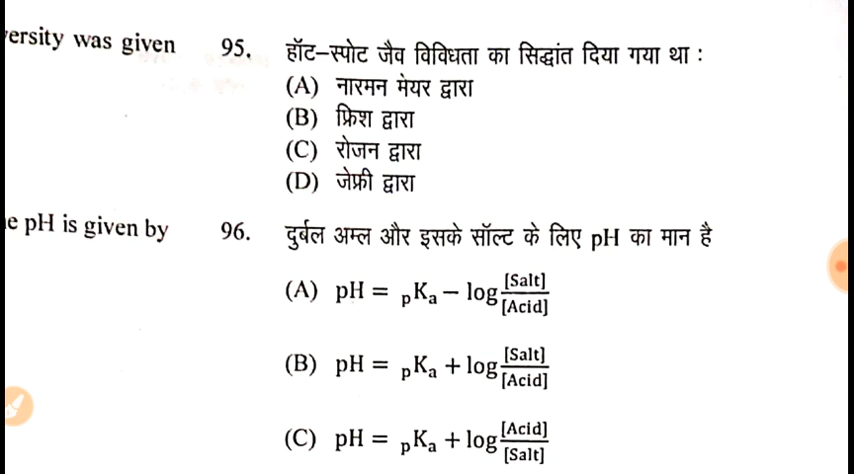 ersity was given
95. हॉट-स्पोट जैव विविधता का सिद्धांत दिया गया था :
(A) नारमन मेयर द्वारा
(B) फ्रिश द्वारा
(C) रोजन द्वारा
(D) जेफ्री द्वारा
e pH is given by
96. दुर्बल अम्ल और इसके सॉल्ट के लिए pH का मान है
(A) pH = pKa − log [Salt]/[Acid]
(B) pH = pKa + log [Salt]/[Acid]
(C) pH = pKa + log [Acid]/[Salt]